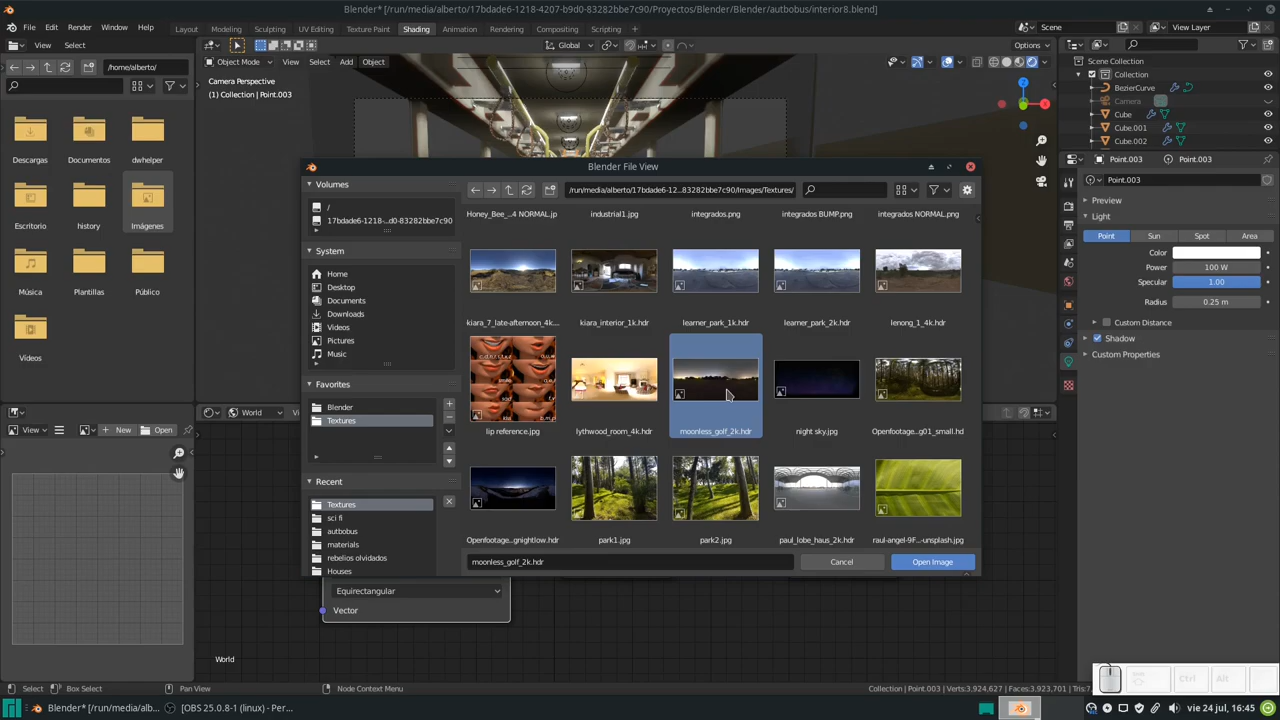 Blender* [/run/media/alberto/17bdade6-1218-4207-b9d0-83282bbe7c90/Proyectos/Blender/Blender/autbobus/interior8.blend]
File Edit Render Window Help
Layout Modeling Sculpting UV Editing Texture Paint Shading Animation Rendering Compositing Scripting
Scene View Layer
View Select
Global
Options
Object Mode View Select Add Object
/home/alberto/
Camera Perspective
(1) Collection | Point.003
Descargas Documentos dwhelper
Escritorio history Imágenes
Música Plantillas Público
Vídeos
Scene Collection
Collection
BezierCurve
Camera
Cube
Cube.001
Cube.002
Point.003 Point.003
Point.003
Preview
Light
Point Sun Spot Area
Color
Power 100 W
Specular 1.00
Radius 0.25 m
Custom Distance
Shadow
Custom Properties
Blender File View
Volumes
/
17bdade6-1218-...d0-83282bbe7c90
/run/media/alberto/17bdade6-12...83282bbe7c90/Images/Textures/
System
Home
Desktop
Documents
Downloads
Videos
Pictures
Music
Favorites
Blender
Textures
Recent
Textures
sci fi
autbobus
materials
rebelios olvidados
Houses
Honey_Bee_...4 NORMAL.jp industrial1.jpg integrados.png integrados BUMP.png integrados NORMAL.png
kiara_7_late-afternoon_4k.... kiara_interior_1k.hdr learner_park_1k.hdr learner_park_2k.hdr lenong_1_4k.hdr
lip reference.jpg lythwood_room_4k.hdr moonless_golf_2k.hdr night sky.jpg Openfootage...g01_small.hd
Openfootage...gnightlow.hdr park1.jpg park2.jpg paul_lobe_haus_2k.hdr raul-angel-9F...-unsplash.jpg
moonless_golf_2k.hdr Cancel Open Image
World
View New Open
Equirectangular
Vector
World
Ctrl Alt
Select Box Select Pan View Node Context Menu
Collection | Point.003 | Verts:3.924,627 | Faces:3.923,701 | Tris:7,
Blender* [/run/media/alb... [OBS 25.0.8-1 (linux) - Per... vie 24 jul, 16:45